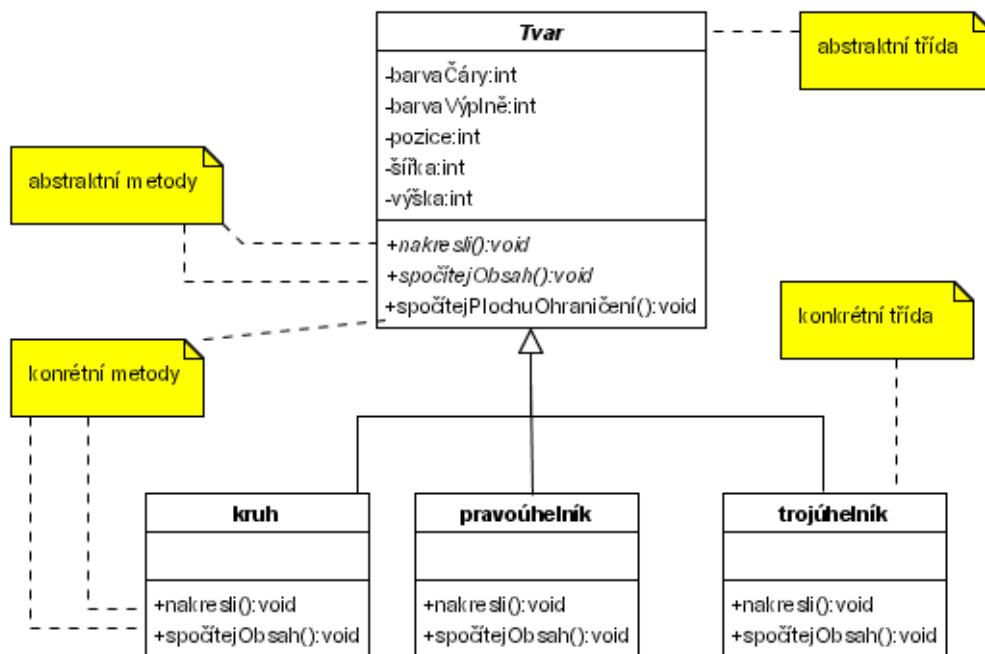 Tvar
abstraktní třída
-barvaČáry:int
-barvaVýplně:int
-pozice:int
-šířka:int
-výška:int
abstraktní metody
+nakresli():void
+spočítejObsah():void
+spočítejPlochuOhraničení():void
konkrétní třída
konrétní metody
kruh
+nakresli():void
+spočítejObsah():void
pravoúhelník
+nakresli():void
+spočítejObsah():void
trojúhelník
+nakresli():void
+spočítejObsah():void